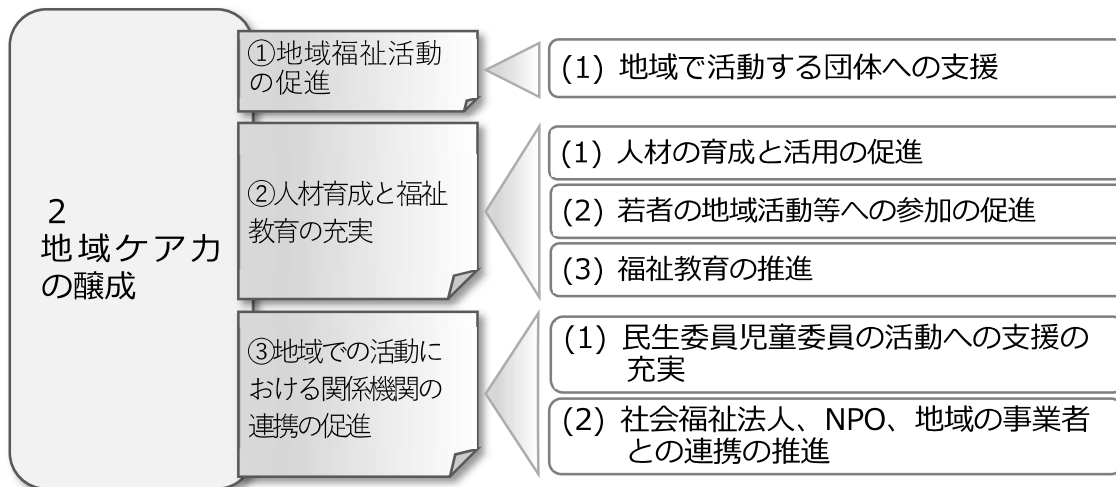 2
地域ケア力
の醸成
①地域福祉活動
の促進
(1) 地域で活動する団体への支援
②人材育成と福祉
教育の充実
(1) 人材の育成と活用の促進
(2) 若者の地域活動等への参加の促進
(3) 福祉教育の推進
③地域での活動に
おける関係機関の
連携の促進
(1) 民生委員児童委員の活動への支援の
充実
(2) 社会福祉法人、NPO、地域の事業者
との連携の推進